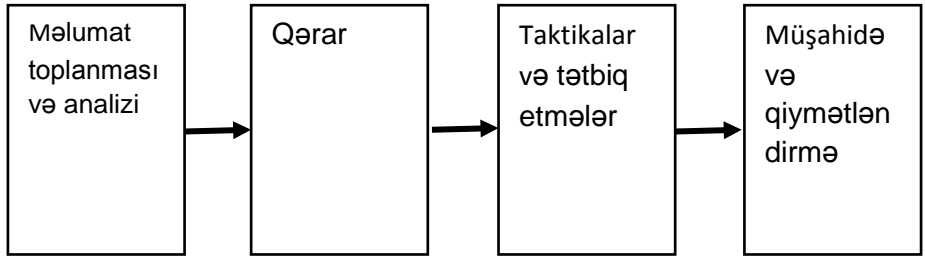 Məlumat
toplanması
və analizi
Qərar
Taktikalar
və tətbiq
etmələr
Müşahidə
və
qiymətlən
dirmə